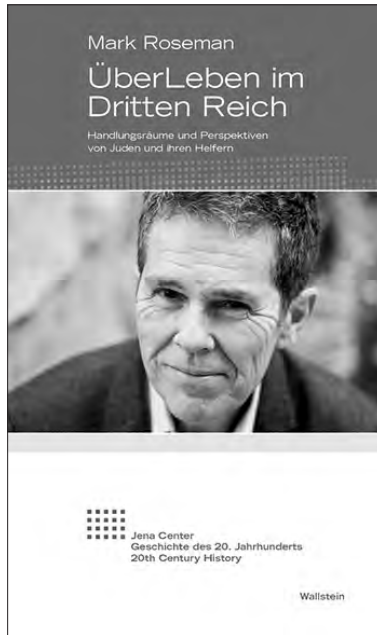 Mark Roseman
ÜberLeben im
Dritten Reich
Handlungsräume und Perspektiven
von Juden und ihren Helfern
Jena Center
Geschichte des 20. Jahrhunderts
20th Century History
Wallstein